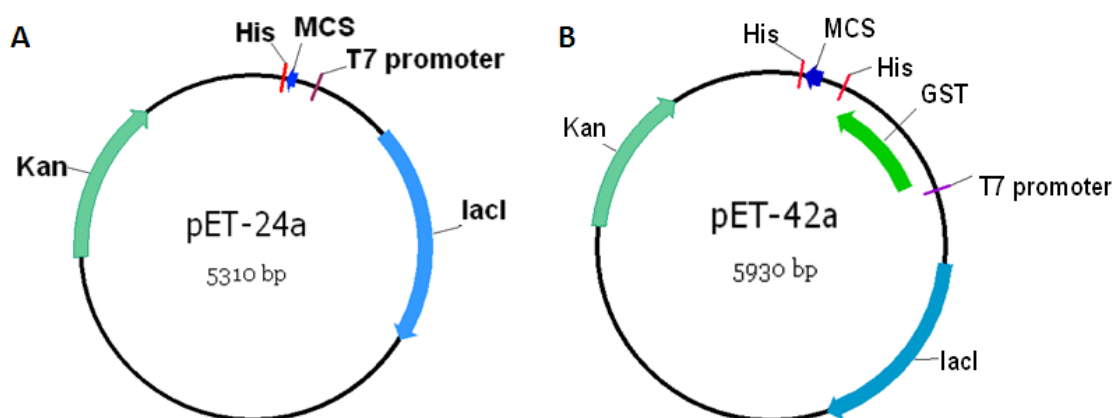 A
His
MCS
T7 promoter
Kan
lacI
pET-24a
5310 bp
B
His
MCS
His
GST
Kan
T7 promoter
pET-42a
5930 bp
lacI